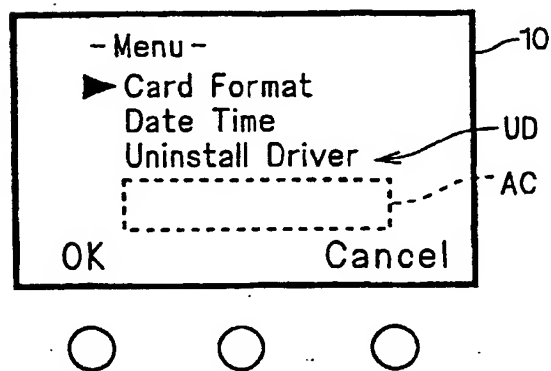 -Menu-
▶Card Format
Date Time
Uninstall Driver
OK Cancel
10
UD
AC